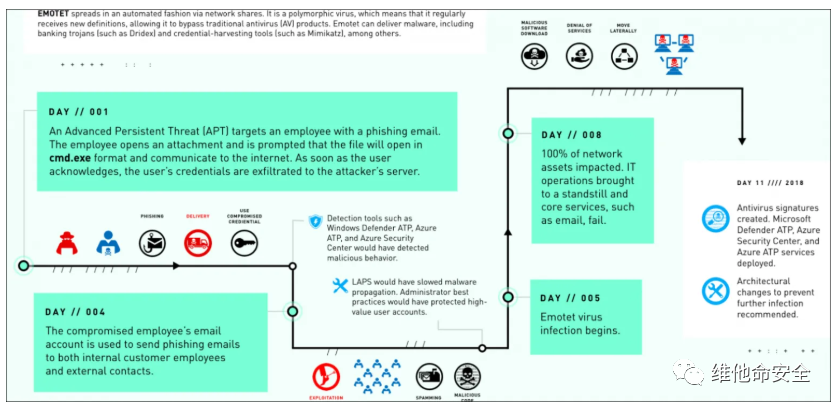 EMOTET spreads in an automated fashion via network shares. It is a polymorphic virus, which means that it regularly
receives new definitions, allowing it to bypass traditional antivirus (AV) products. Emotet can deliver malware, including
banking trojans (such as Dridex) and credential-harvesting tools (such as Mimikatz), among others.
MALICIOUS
SOFTWARE
DOWNLOAD
DENIAL OF
SERVICES
MOVE
LATERALLY
DAY // 001
An Advanced Persistent Threat (APT) targets an employee with a phishing email.
The employee opens an attachment and is prompted that the file will open in
cmd.exe format and communicate to the internet. As soon as the user
acknowledges, the user's credentials are exfiltrated to the attacker's server.
PHISHING
DELIVERY
USE
COMPROMISED
CREDENTIAL
Detection tools such as
Windows Defender ATP, Azure
ATP, and Azure Security
Center would have detected
malicious behavior.
LAPS would have slowed malware
propagation. Administrator best
practices would have protected high-
value user accounts.
DAY // 004
The compromised employee's email
account is used to send phishing emails
to both internal customer employees
and external contacts.
EXPLOITATION
SPAMMING
MALICIOUS
CODE
DAY // 008
100% of network
assets impacted. IT
operations brought
to a standstill and
core services, such
as email, fail.
DAY // 005
Emotet virus
infection begins.
DAY 11 //// 2018
Antivirus signatures
created. Microsoft
Defender ATP, Azure
Security Center, and
Azure ATP services
deployed.
Architectural
changes to prevent
further infection
recommended.
维他命安全